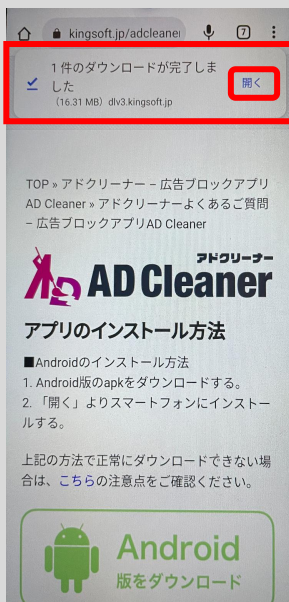 kingsoft.jp/adcleaner
7
1 件のダウンロードが完了しま
した
(16.31 MB) dlv3.kingsoft.jp
開く
TOP » アドクリーナー – 広告ブロックアプリ
AD Cleaner » アドクリーナーよくあるご質問
– 広告ブロックアプリAD Cleaner
アドクリーナー
AD AD Cleaner
アプリのインストール方法
■Androidのインストール方法
1. Android版のapkをダウンロードする。
2. 「開く」よりスマートフォンにインストー
ルする。
上記の方法で正常にダウンロードできない場
合は、こちらの注意点をご確認ください。
Android
版をダウンロード